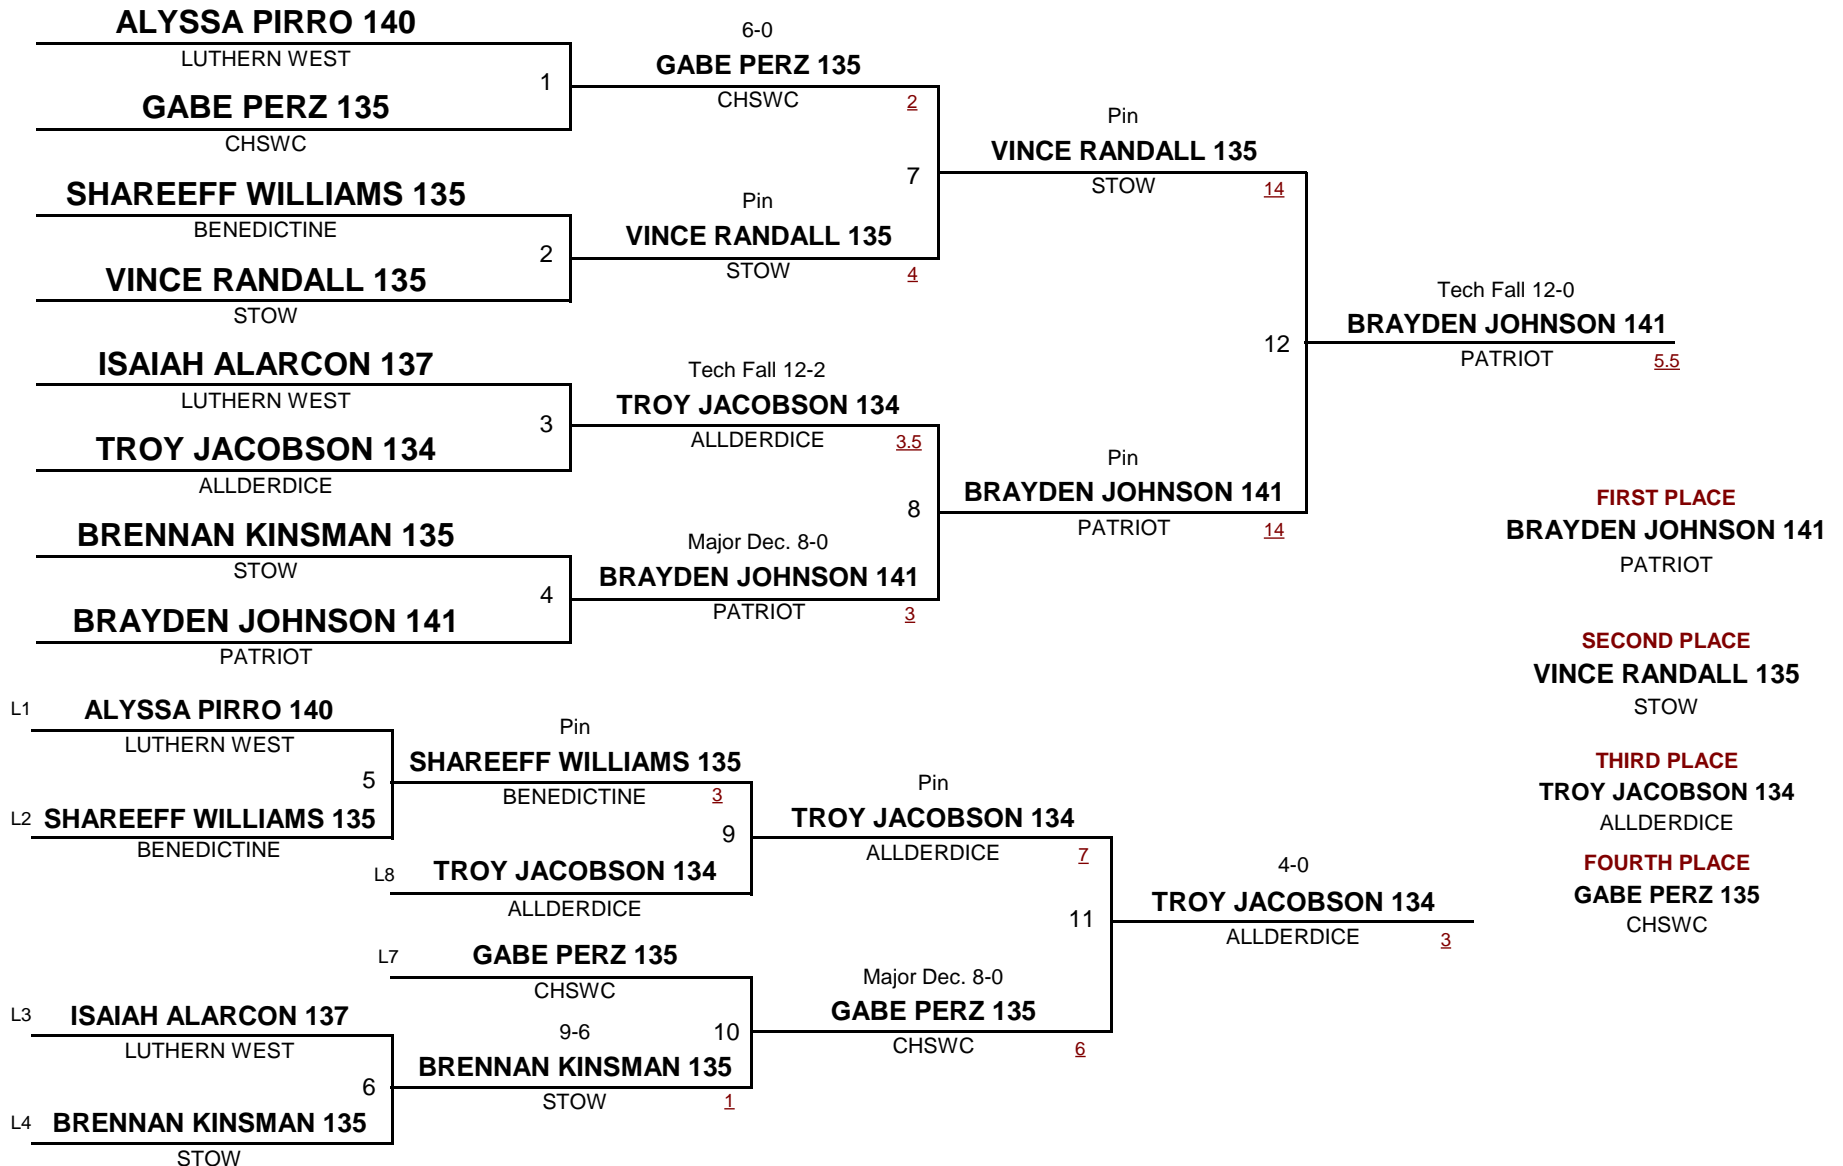 ALYSSA PIRRO 140
LUTHERN WEST
1
GABE PERZ 135
CHSWC
6-0
GABE PERZ 135
CHSWC 2
SHAREEFF WILLIAMS 135
BENEDICTINE
2
VINCE RANDALL 135
STOW
Pin
VINCE RANDALL 135
STOW 4
7
Pin
VINCE RANDALL 135
STOW 14
ISAIAH ALARCON 137
LUTHERN WEST
3
TROY JACOBSON 134
ALLDERDICE
Tech Fall 12-2
TROY JACOBSON 134
ALLDERDICE 3.5
BRENNAN KINSMAN 135
STOW
4
BRAYDEN JOHNSON 141
PATRIOT
Major Dec. 8-0
BRAYDEN JOHNSON 141
PATRIOT 3
8
Pin
BRAYDEN JOHNSON 141
PATRIOT 14
12
Tech Fall 12-0
BRAYDEN JOHNSON 141
PATRIOT 5.5
FIRST PLACE
BRAYDEN JOHNSON 141
PATRIOT
SECOND PLACE
VINCE RANDALL 135
STOW
THIRD PLACE
TROY JACOBSON 134
ALLDERDICE
FOURTH PLACE
GABE PERZ 135
CHSWC
L1 ALYSSA PIRRO 140
LUTHERN WEST
5
L2 SHAREEFF WILLIAMS 135
BENEDICTINE
Pin
SHAREEFF WILLIAMS 135
BENEDICTINE 3
9
L8 TROY JACOBSON 134
ALLDERDICE
Pin
TROY JACOBSON 134
ALLDERDICE 7
L7 GABE PERZ 135
CHSWC
L3 ISAIAH ALARCON 137
LUTHERN WEST
6
L4 BRENNAN KINSMAN 135
STOW
9-6
BRENNAN KINSMAN 135
STOW 1
10
Major Dec. 8-0
GABE PERZ 135
CHSWC 6
11
4-0
TROY JACOBSON 134
ALLDERDICE 3